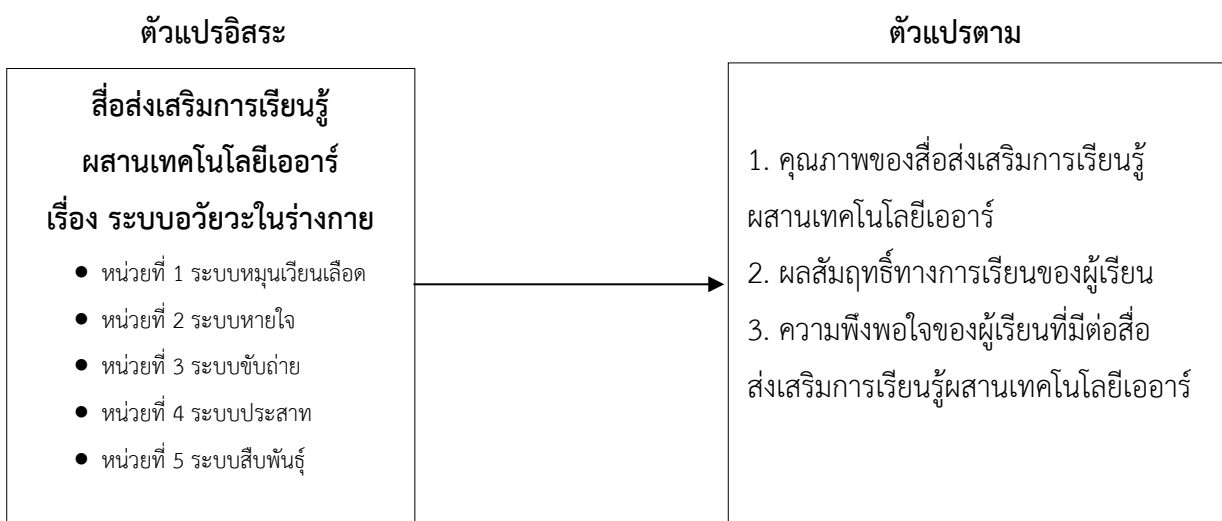 ตัวแปรอิสระ
สื่อส่งเสริมการเรียนรู้
ผสานเทคโนโลยีเออาร์
เรื่อง ระบบอวัยวะในร่างกาย
● หน่วยที่ 1 ระบบหมุนเวียนเลือด
● หน่วยที่ 2 ระบบหายใจ
● หน่วยที่ 3 ระบบขับถ่าย
● หน่วยที่ 4 ระบบประสาท
● หน่วยที่ 5 ระบบสืบพันธุ์
ตัวแปรตาม
1. คุณภาพของสื่อส่งเสริมการเรียนรู้
ผสานเทคโนโลยีเออาร์
2. ผลสัมฤทธิ์ทางการเรียนของผู้เรียน
3. ความพึงพอใจของผู้เรียนที่มีต่อสื่อ
ส่งเสริมการเรียนรู้ผสานเทคโนโลยีเออาร์